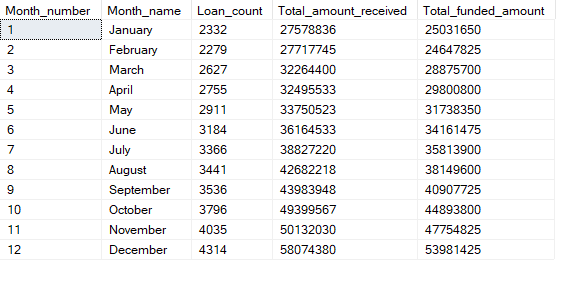 Month_number Month_name Loan_count Total_amount_received Total_funded_amount
1 January 2332 27578836 25031650
2 February 2279 27717745 24647825
3 March 2627 32264400 28875700
4 April 2755 32495533 29800800
5 May 2911 33750523 31738350
6 June 3184 36164533 34161475
7 July 3366 38827220 35813900
8 August 3441 42682218 38149600
9 September 3536 43983948 40907725
10 October 3796 49399567 44893800
11 November 4035 50132030 47754825
12 December 4314 58074380 53981425